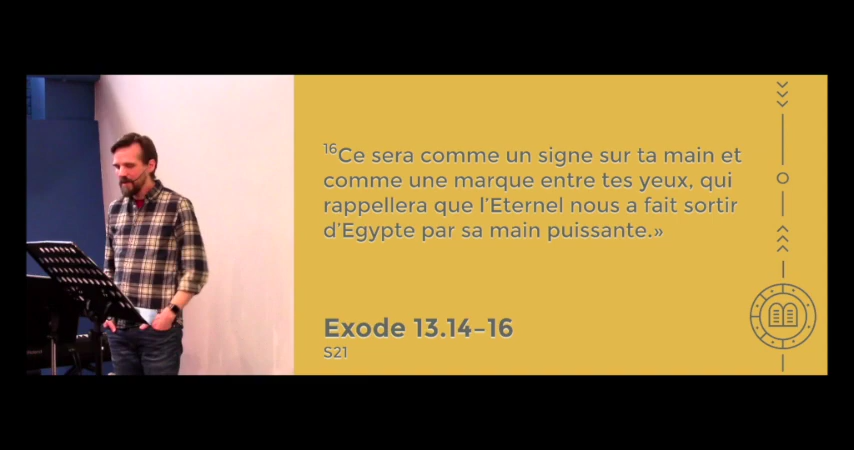 ¹⁶Ce sera comme un signe sur ta main et
comme une marque entre tes yeux, qui
rappellera que l'Eternel nous a fait sortir
d'Egypte par sa main puissante.»
Exode 13.14-16
S21